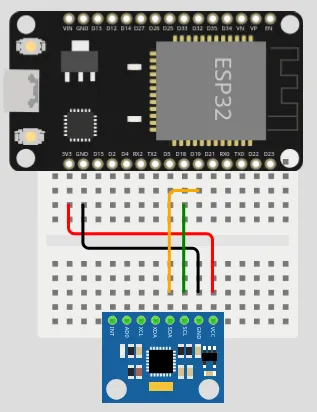 VIN GND D13 D12 D14 D27 D26 D25 D33 D32 D35 D34 VN VP EN
ESP32
3V3 GND D15 D2 D4 RX2 TX2 D5 D18 D19 D21 RX0 TX0 D22 D23
INT AD0 XCL XDA SDA SCL GND VCC